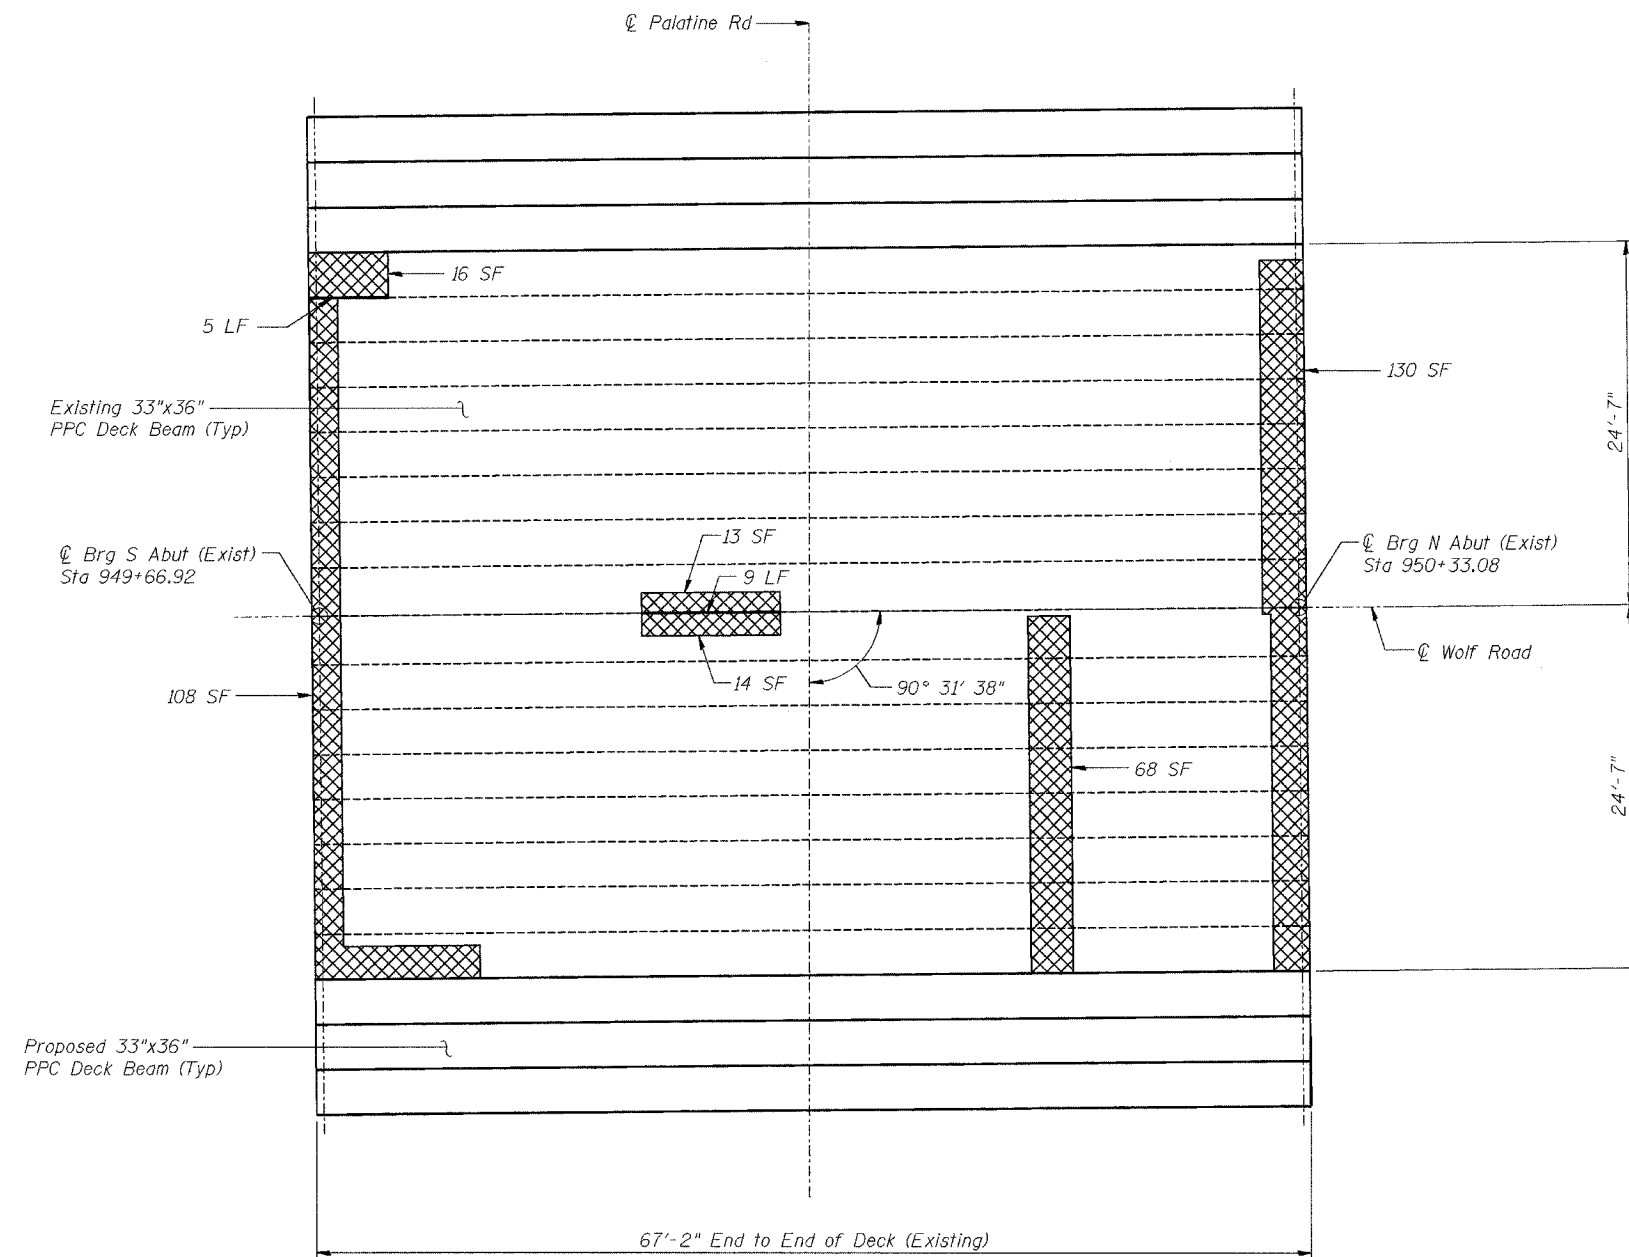 ℄ Palatine Rd
16 SF
5 LF
130 SF
Existing 33"x36"
PPC Deck Beam (Typ)
24'-7"
13 SF
9 LF
℄ Brg S Abut (Exist)
Sta 949+66.92
℄ Brg N Abut (Exist)
Sta 950+33.08
℄ Wolf Road
14 SF
90° 31' 38"
108 SF
68 SF
24'-7"
Proposed 33"x36"
PPC Deck Beam (Typ)
67'-2" End to End of Deck (Existing)